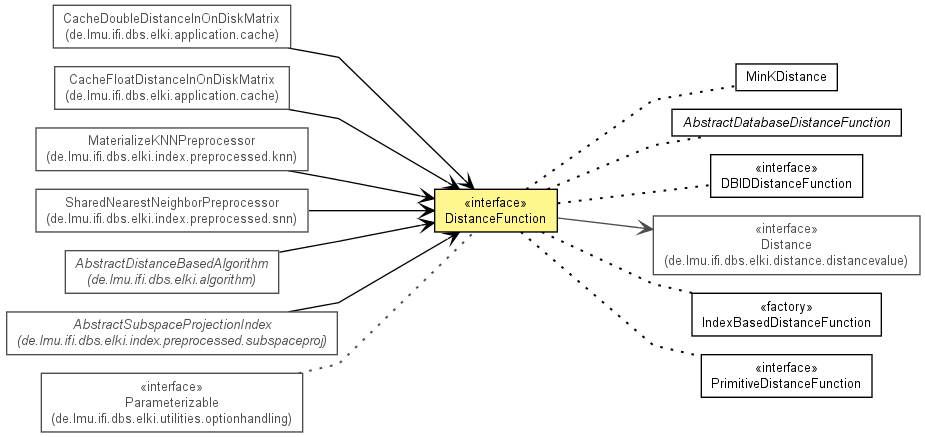 CacheDoubleDistanceInOnDiskMatrix
(de.lmu.ifi.dbs.elki.application.cache)
CacheFloatDistanceInOnDiskMatrix
(de.lmu.ifi.dbs.elki.application.cache)
MaterializeKNNPreprocessor
(de.lmu.ifi.dbs.elki.index.preprocessed.knn)
SharedNearestNeighborPreprocessor
(de.lmu.ifi.dbs.elki.index.preprocessed.snn)
AbstractDistanceBasedAlgorithm
(de.lmu.ifi.dbs.elki.algorithm)
AbstractSubspaceProjectionIndex
(de.lmu.ifi.dbs.elki.index.preprocessed.subspaceproj)
«interface»
Parameterizable
(de.lmu.ifi.dbs.elki.utilities.optionhandling)
«interface»
DistanceFunction
MinKDistance
AbstractDatabaseDistanceFunction
«interface»
DBIDDistanceFunction
«interface»
Distance
(de.lmu.ifi.dbs.elki.distance.distancevalue)
«factory»
IndexBasedDistanceFunction
«interface»
PrimitiveDistanceFunction